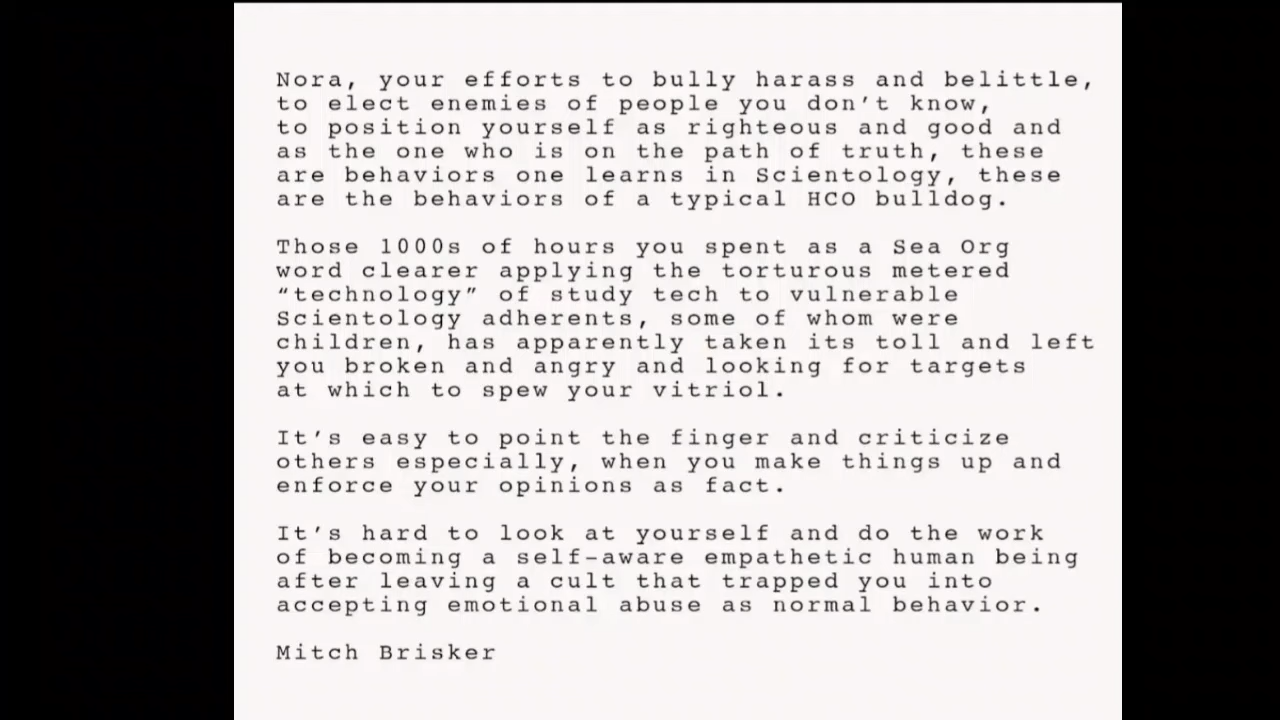 Nora, your efforts to bully harass and belittle,
to elect enemies of people you don’t know,
to position yourself as righteous and good and
as the one who is on the path of truth, these
are behaviors one learns in Scientology, these
are the behaviors of a typical HCO bulldog.
Those 1000s of hours you spent as a Sea Org
word clearer applying the torturous metered
“technology” of study tech to vulnerable
Scientology adherents, some of whom were
children, has apparently taken its toll and left
you broken and angry and looking for targets
at which to spew your vitriol.
It’s easy to point the finger and criticize
others especially, when you make things up and
enforce your opinions as fact.
It’s hard to look at yourself and do the work
of becoming a self-aware empathetic human being
after leaving a cult that trapped you into
accepting emotional abuse as normal behavior.
Mitch Brisker